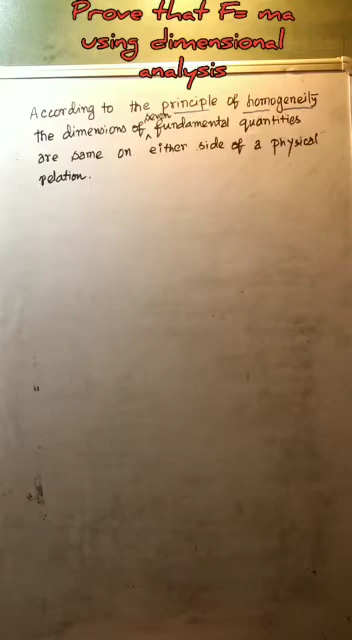 Prove that F= ma
using dimensional
analysis
According to the principle of homogeneily
seven
the dimensions of ^ fundamental quantities
are same on either side of a physical
relation.